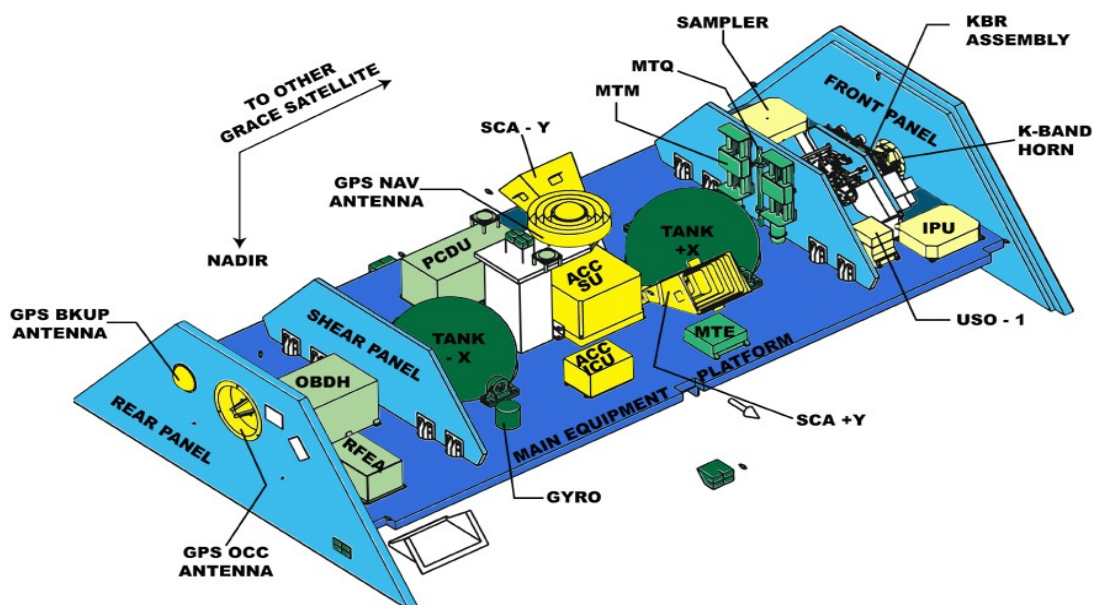 SAMPLER
KBR
ASSEMBLY
MTQ
MTM
FRONT PANEL
K-BAND
HORN
TO OTHER
GRACE SATELLITE
SCA - Y
GPS NAV
ANTENNA
NADIR
PCDU
ACC
SU
TANK
+X
IPU
USO - 1
GPS BKUP
ANTENNA
SHEAR PANEL
TANK
- X
MTE
ACC
ICU
OBDH
REAR PANEL
RFEA
MAIN EQUIPMENT PLATFORM
SCA +Y
GYRO
GPS OCC
ANTENNA